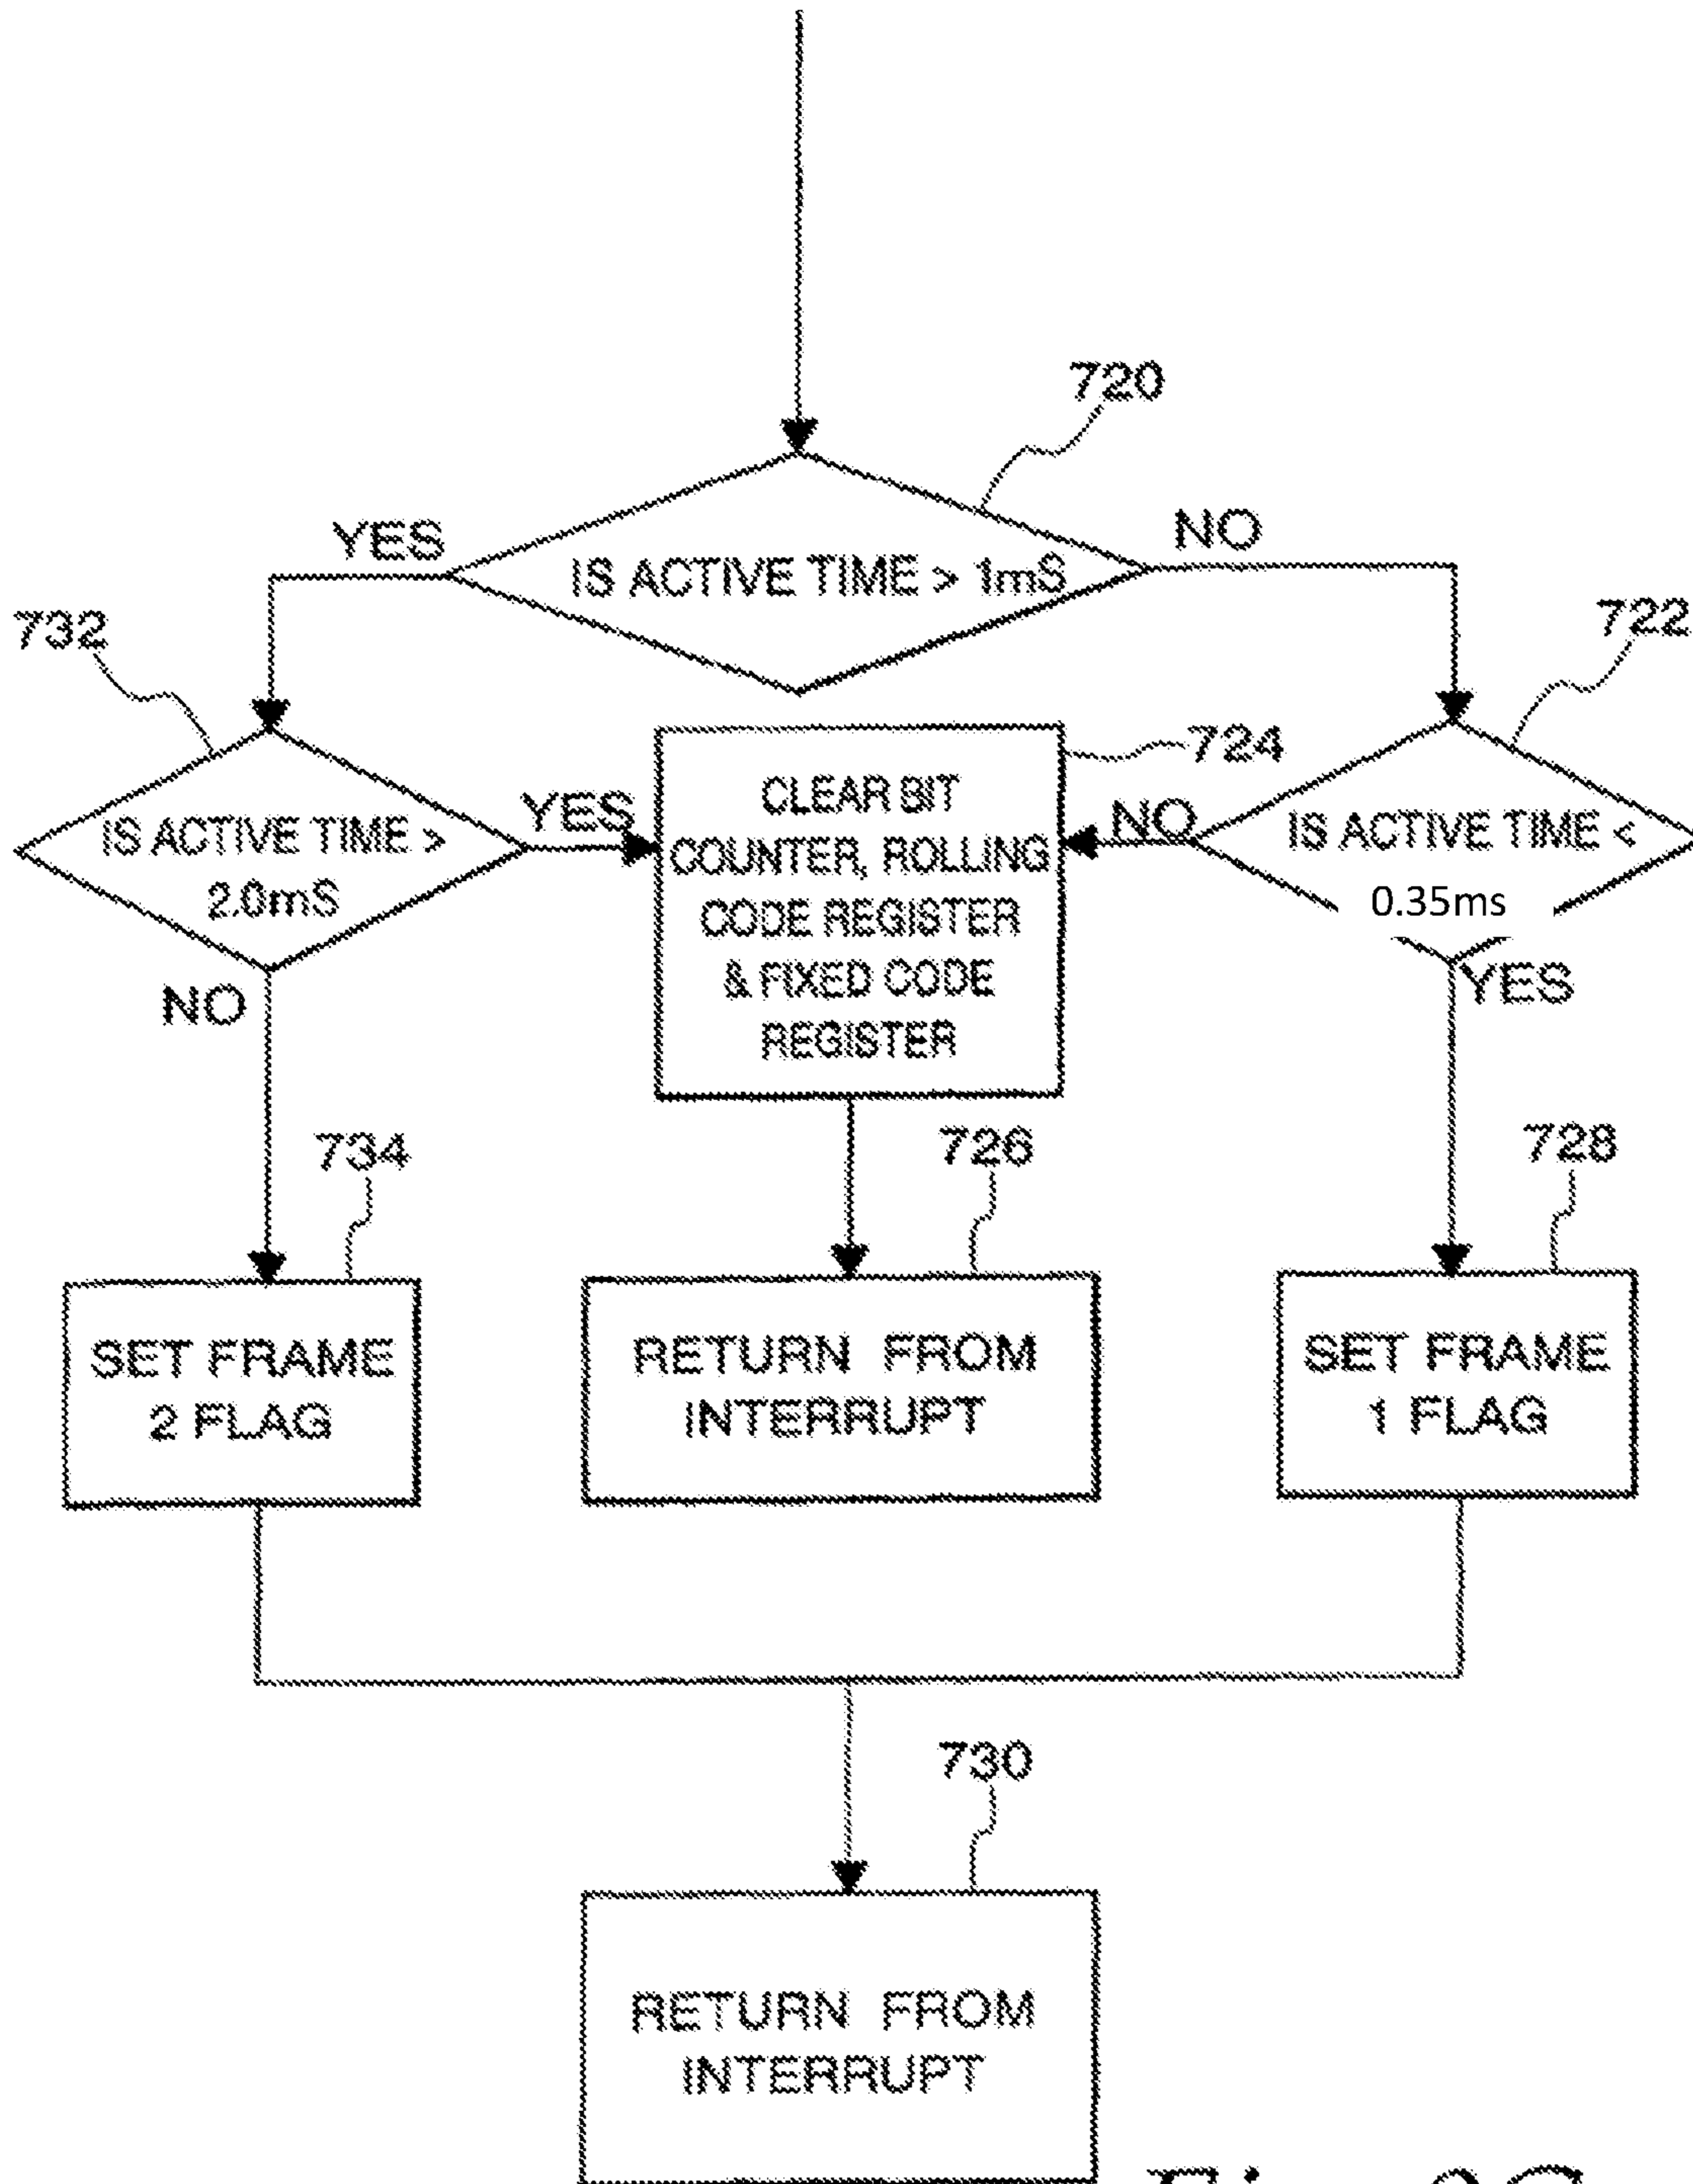 720
YES
NO
IS ACTIVE TIME > 1mS
732
722
724
CLEAR BIT
COUNTER, ROLLING
CODE REGISTER
& FIXED CODE
REGISTER
YES
NO
IS ACTIVE TIME >
2.0mS
IS ACTIVE TIME <
0.35ms
NO
YES
734
726
728
SET FRAME
2 FLAG
RETURN FROM
INTERRUPT
SET FRAME
1 FLAG
730
RETURN FROM
INTERRUPT